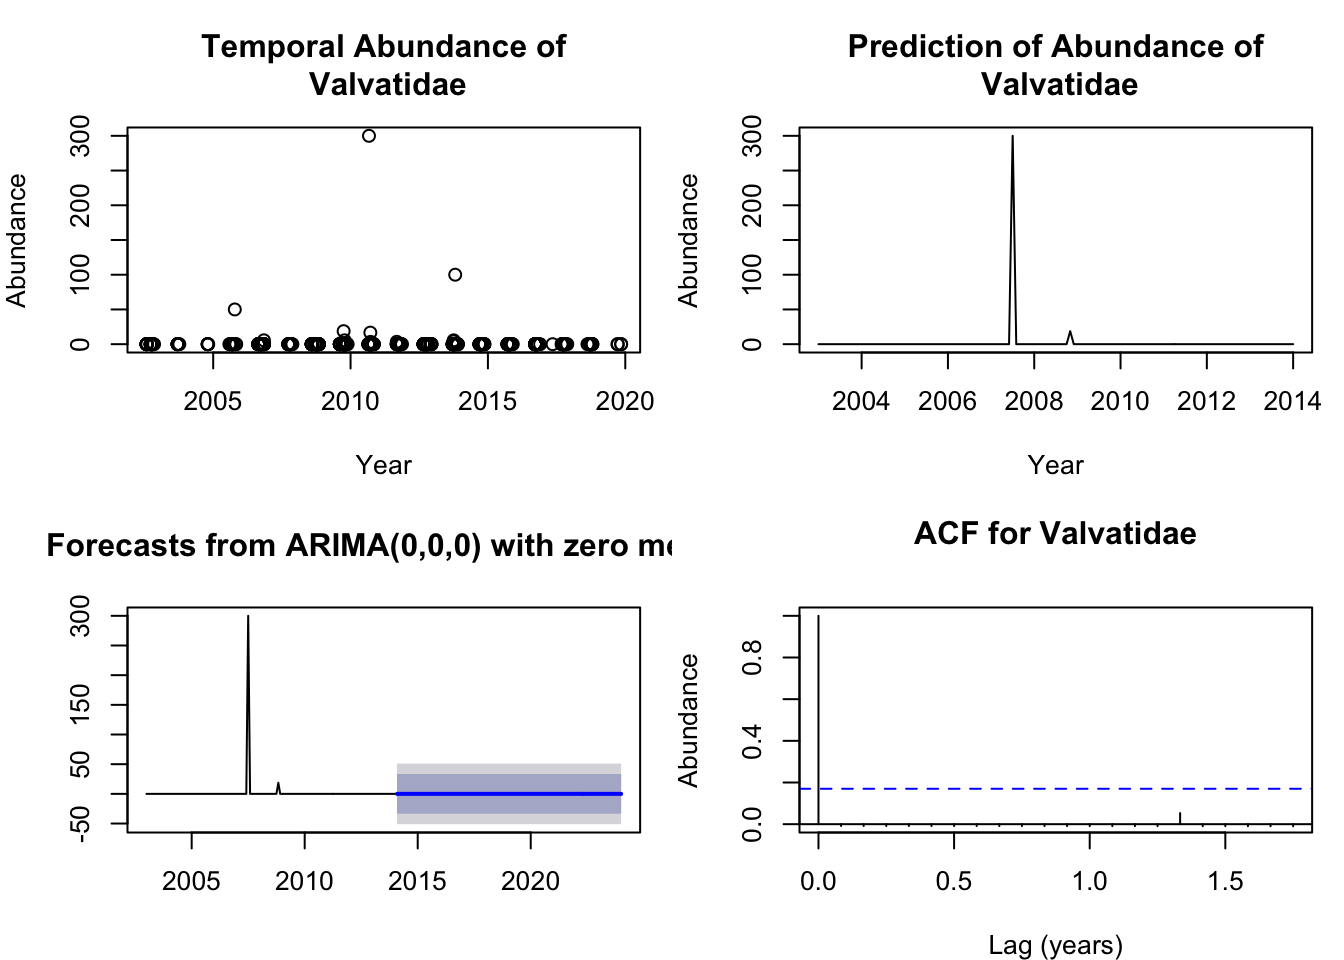 Temporal Abundance of
Valvatidae
Abundance
300
200
100
0
2005 2010 2015 2020
Year
Prediction of Abundance of
Valvatidae
Abundance
300
200
100
0
2004 2006 2008 2010 2012 2014
Year
Forecasts from ARIMA(0,0,0) with zero me
300
150
50
-50
2005 2010 2015 2020
ACF for Valvatidae
Abundance
0.8
0.4
0.0
0.0 0.5 1.0 1.5
Lag (years)